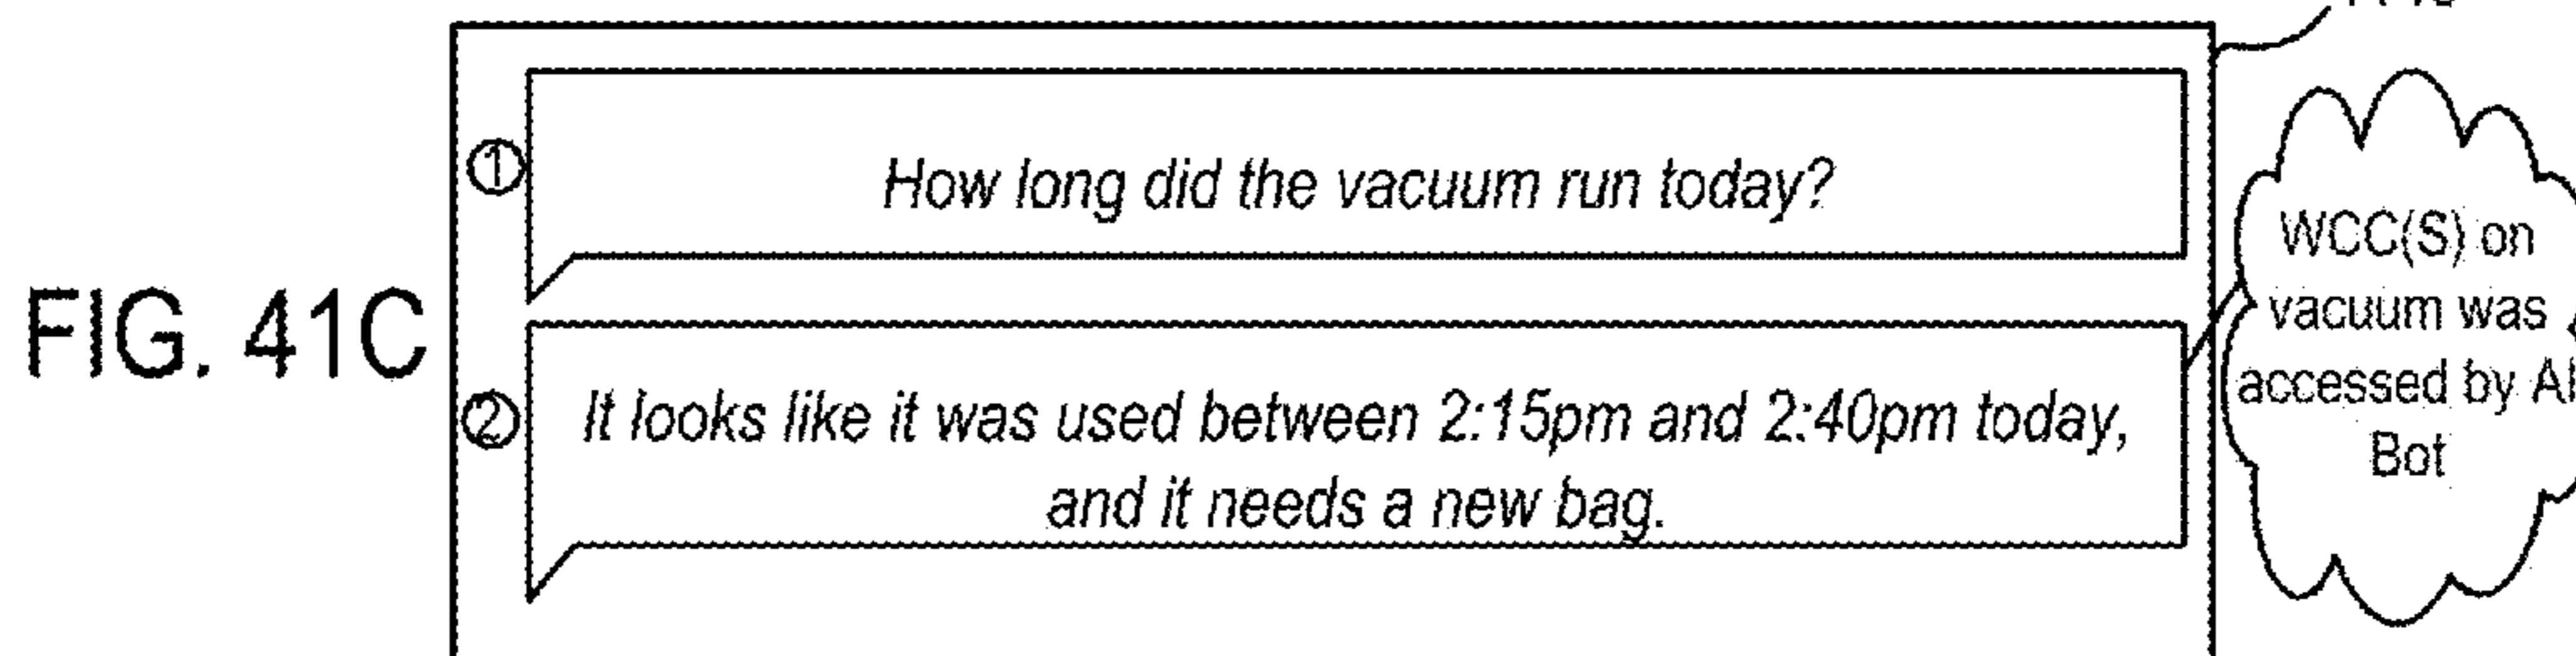 FIG. 41C
1
How long did the vacuum run today?
2
It looks like it was used between 2:15pm and 2:40pm today,
and it needs a new bag.
WCC(S) on
vacuum was
accessed by AI
Bot